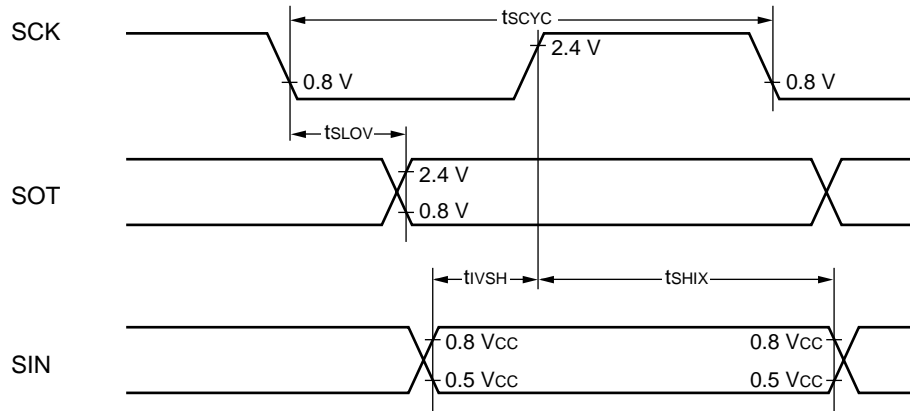 tSCYC
SCK
2.4 V
0.8 V
0.8 V
tSLOV
SOT
2.4 V
0.8 V
tIVSH
tSHIX
SIN
0.8 VCC
0.8 VCC
0.5 VCC
0.5 VCC